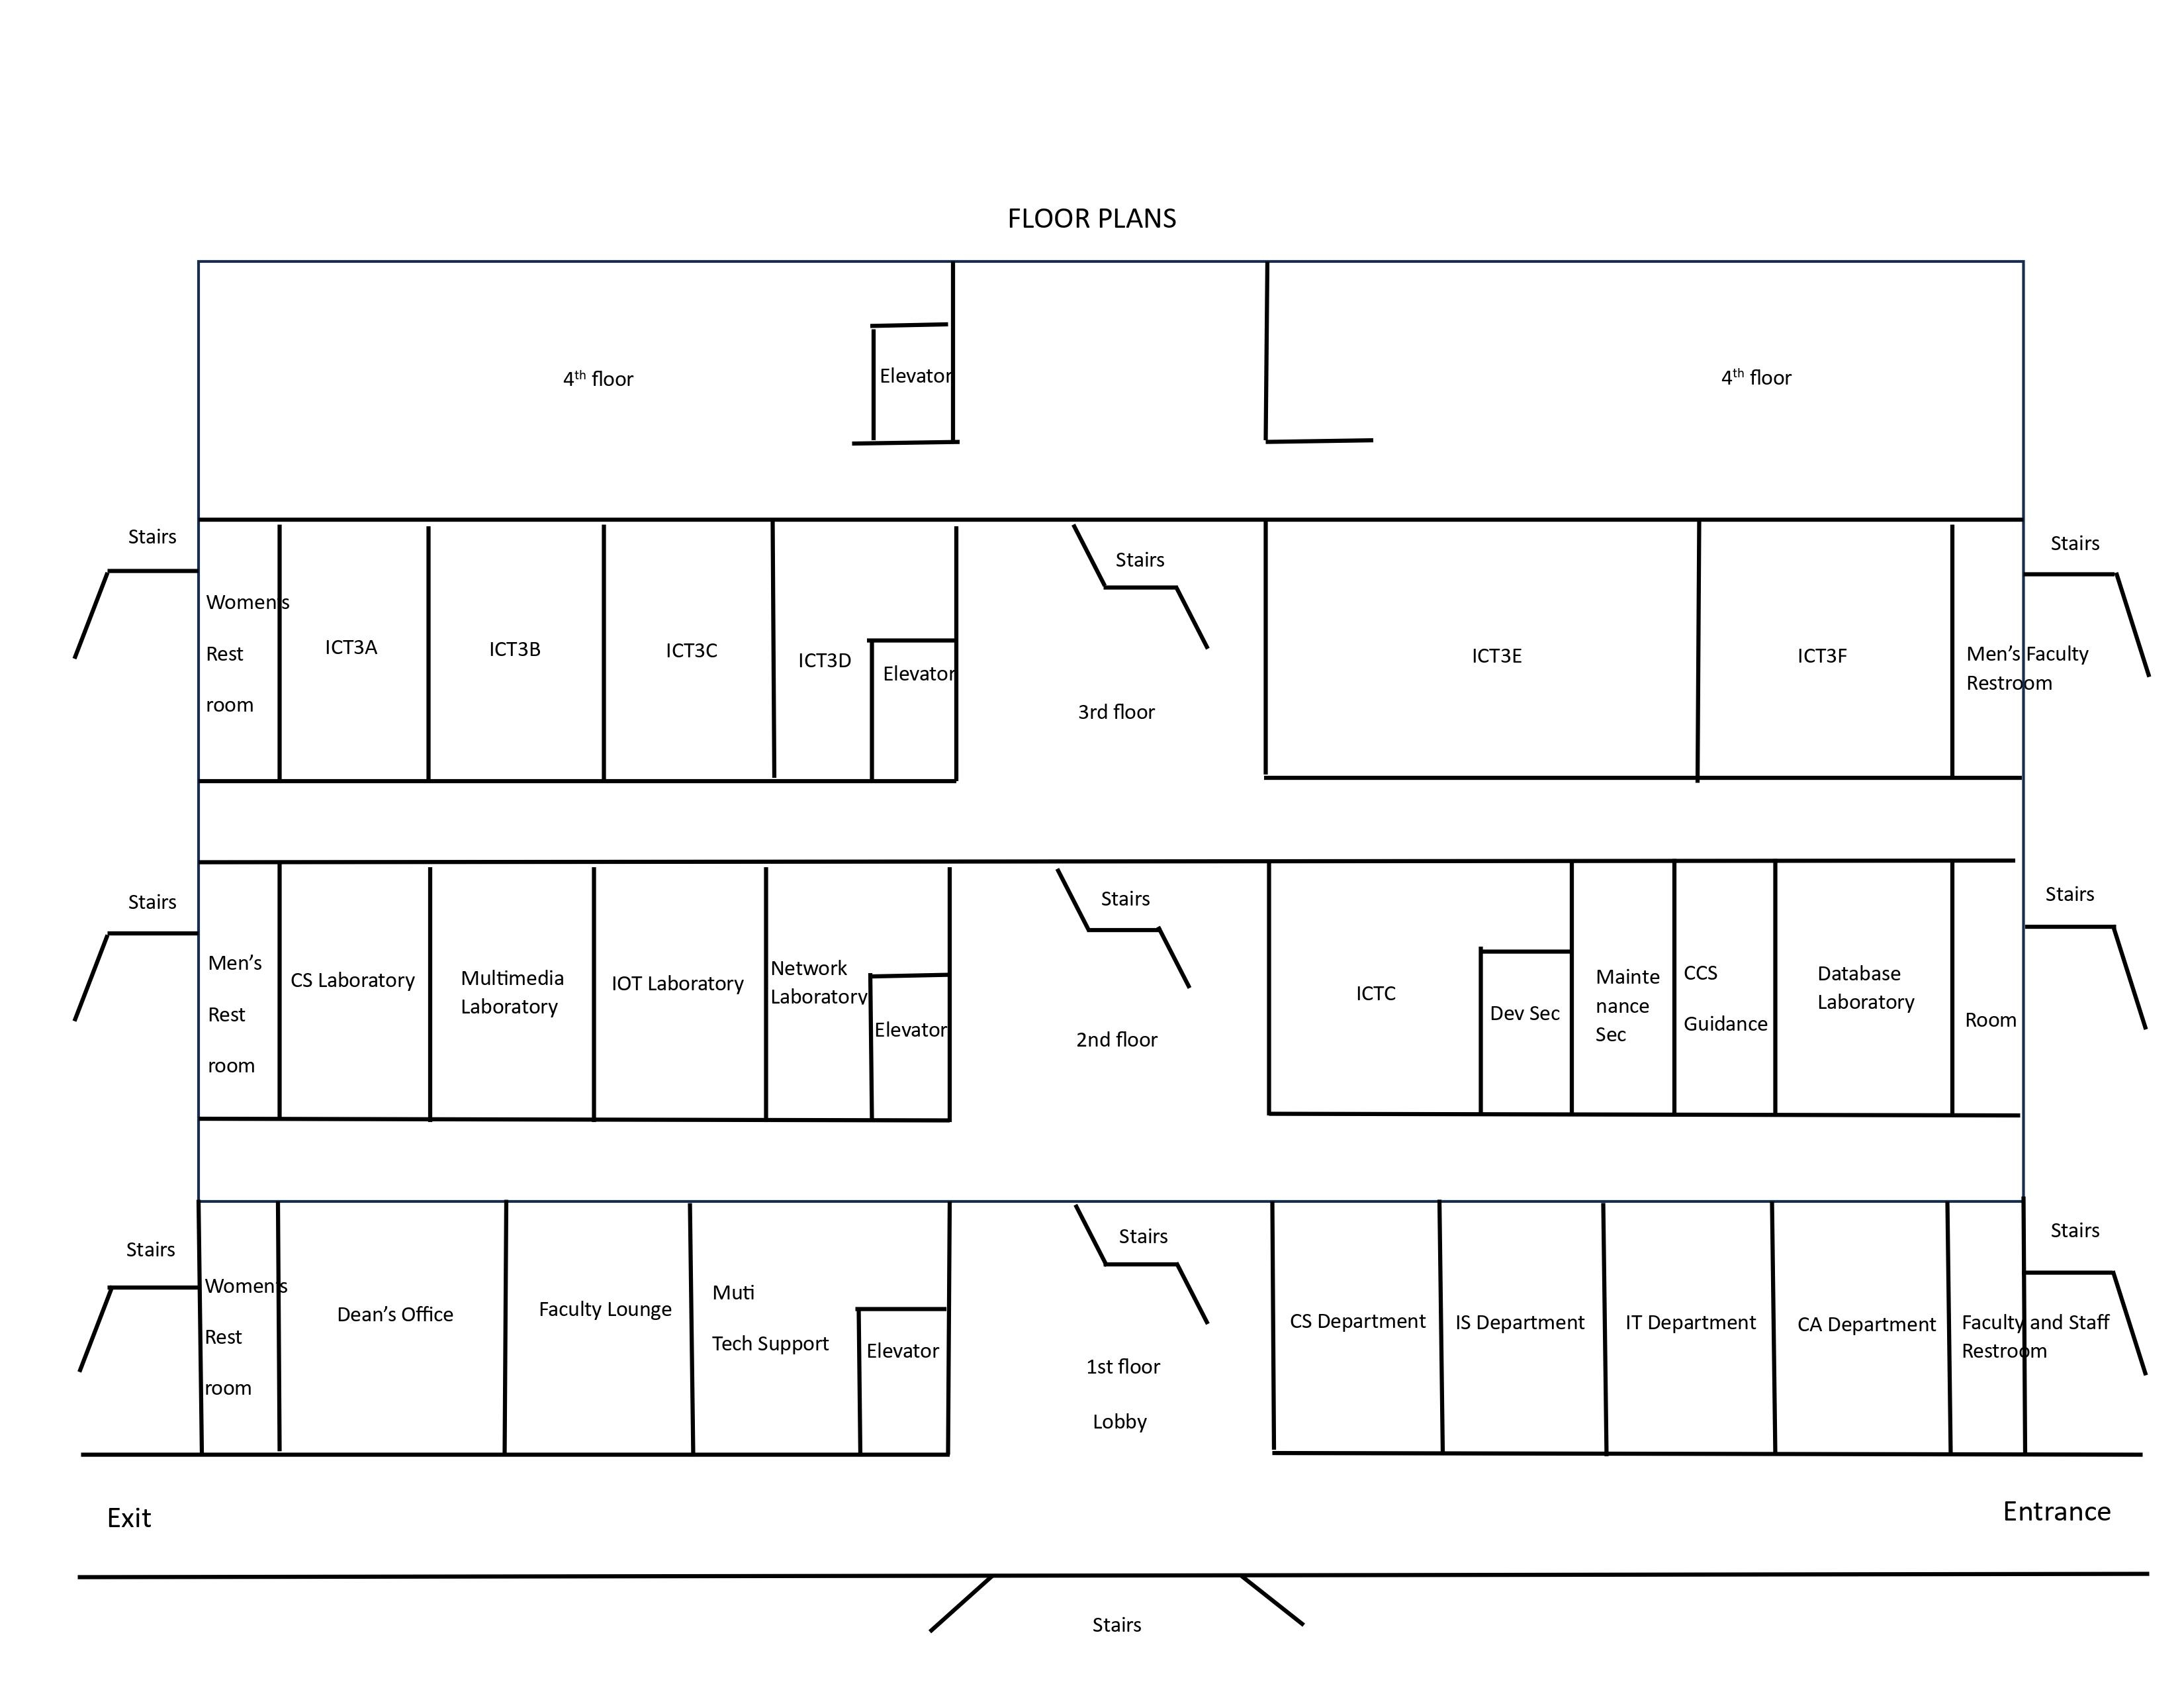 FLOOR PLANS
4th floor
Elevator
4th floor
Stairs
Women's
Rest
room
ICT3A
ICT3B
ICT3C
ICT3D
Elevator
Stairs
3rd floor
ICT3E
ICT3F
Men's Faculty
Restroom
Stairs
Stairs
Men's
Rest
room
CS Laboratory
Multimedia
Laboratory
IOT Laboratory
Network
Laboratory
Elevator
Stairs
2nd floor
ICTC
Dev Sec
Mainte
nance
Sec
CCS
Guidance
Database
Laboratory
Room
Stairs
Stairs
Women's
Rest
room
Dean's Office
Faculty Lounge
Muti
Tech Support
Elevator
Stairs
1st floor
Lobby
CS Department
IS Department
IT Department
CA Department
Faculty and Staff
Restroom
Stairs
Exit
Entrance
Stairs